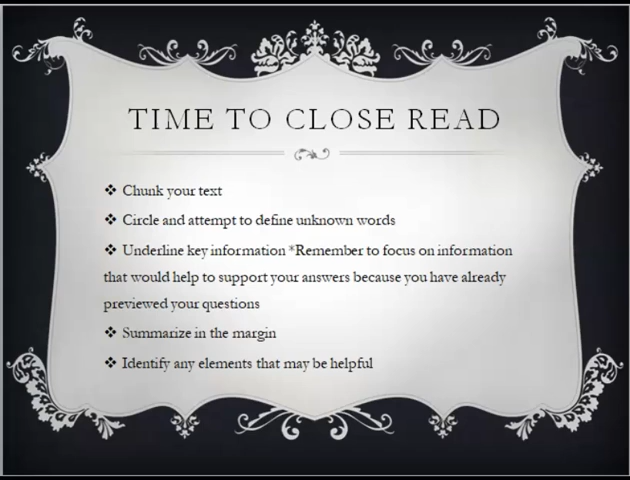 TIME TO CLOSE READ
❖ Chunk your text
❖ Circle and attempt to define unknown words
❖ Underline key information *Remember to focus on information
that would help to support your answers because you have already
previewed your questions
❖ Summarize in the margin
❖ Identify any elements that may be helpful